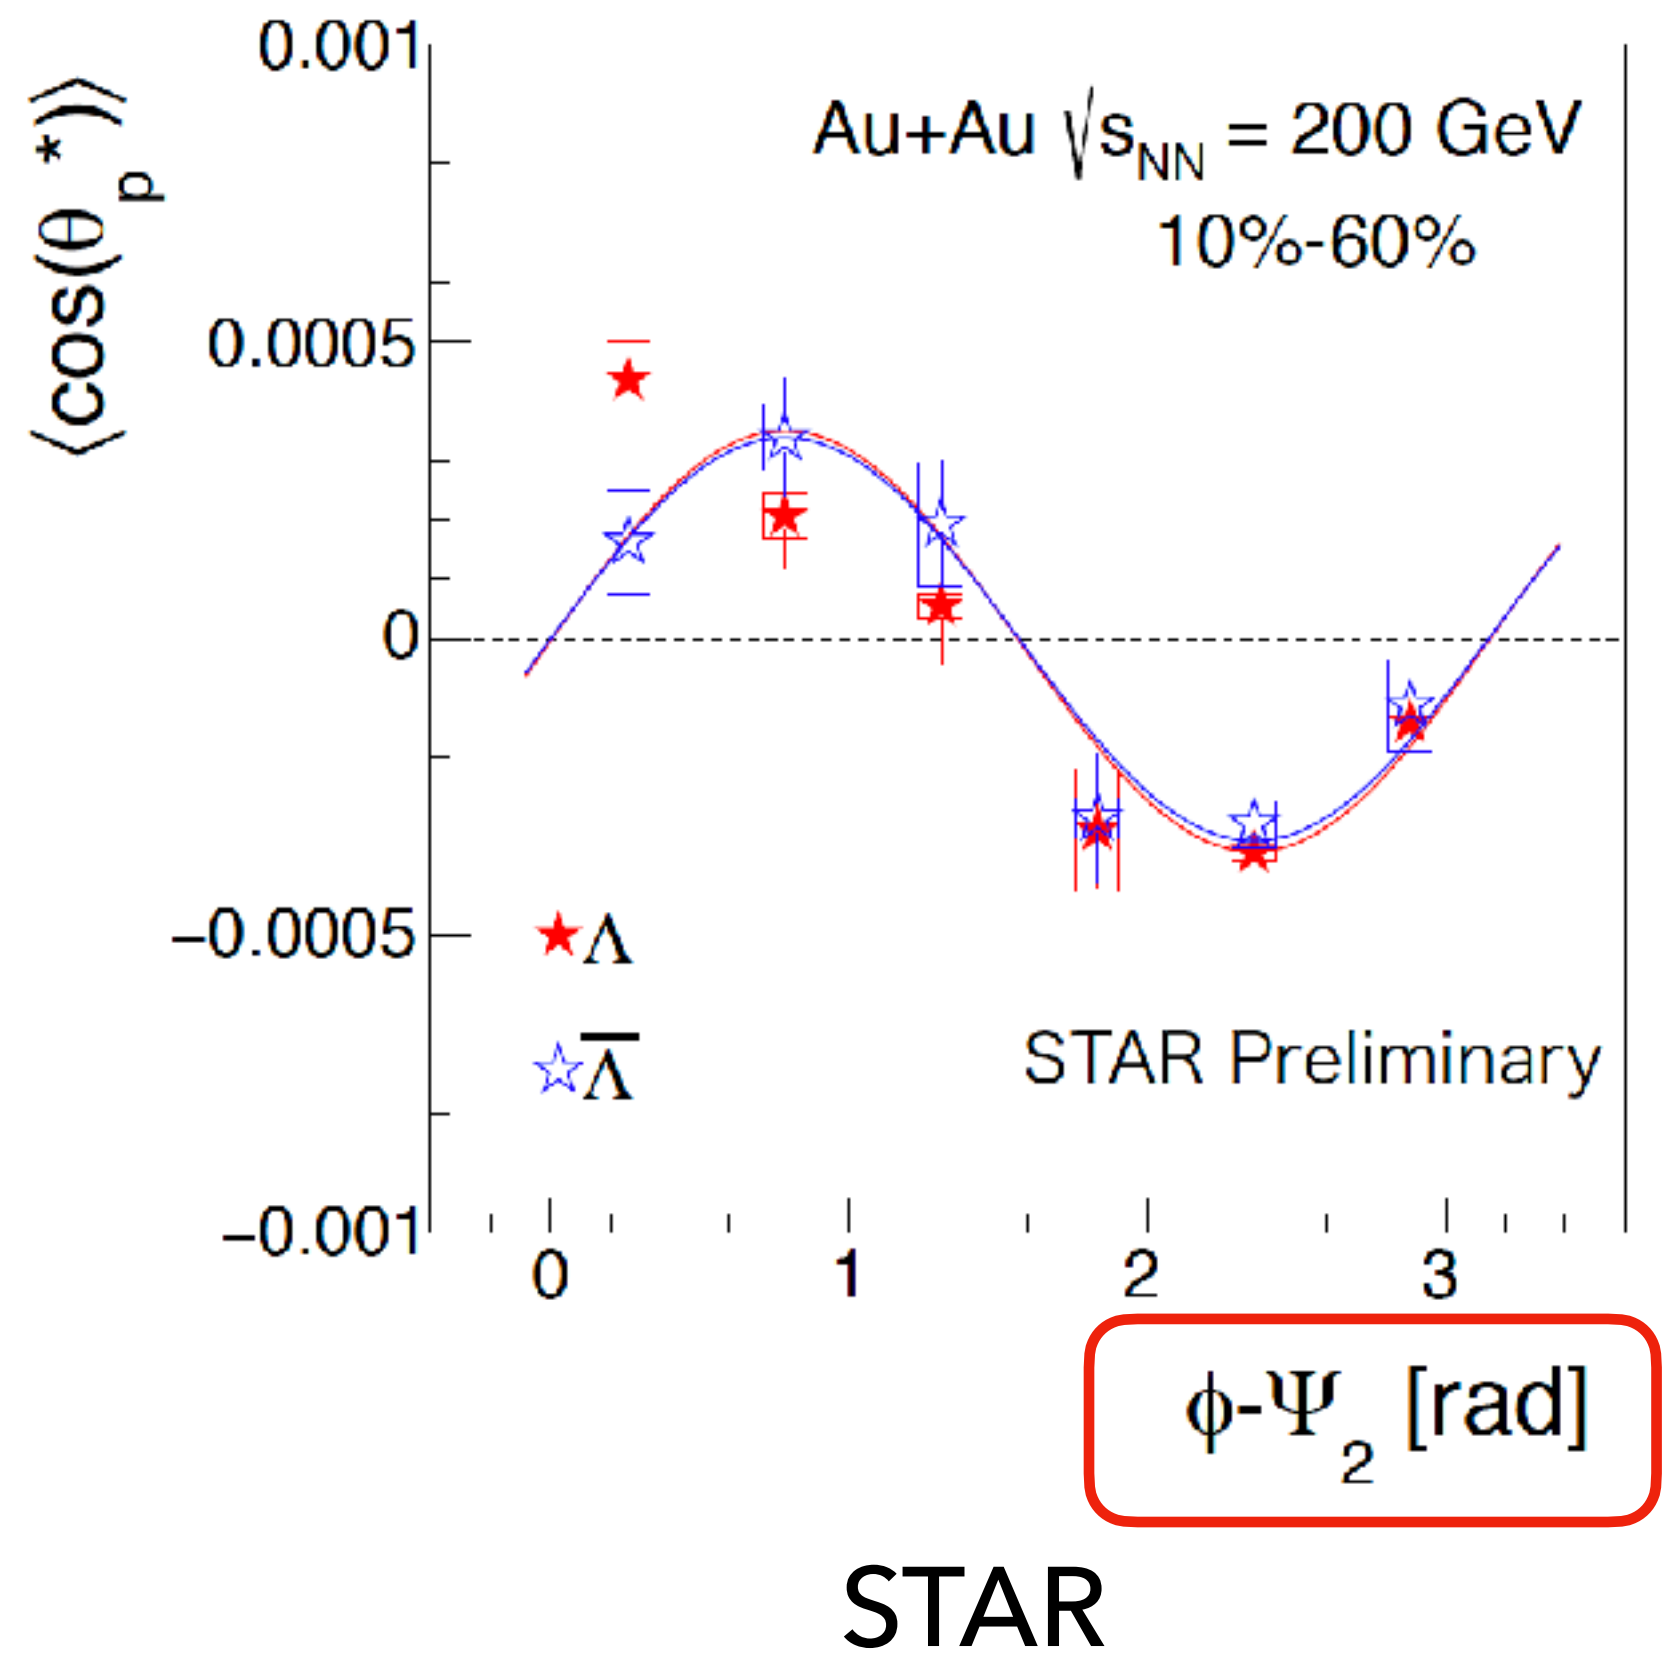 0.001
⟨cos(θp*)⟩
Au+Au √sNN = 200 GeV
10%-60%
0.0005
0
−0.0005
Λ
Λ̅
STAR Preliminary
−0.001
0 1 2 3
ϕ-Ψ2 [rad]
STAR